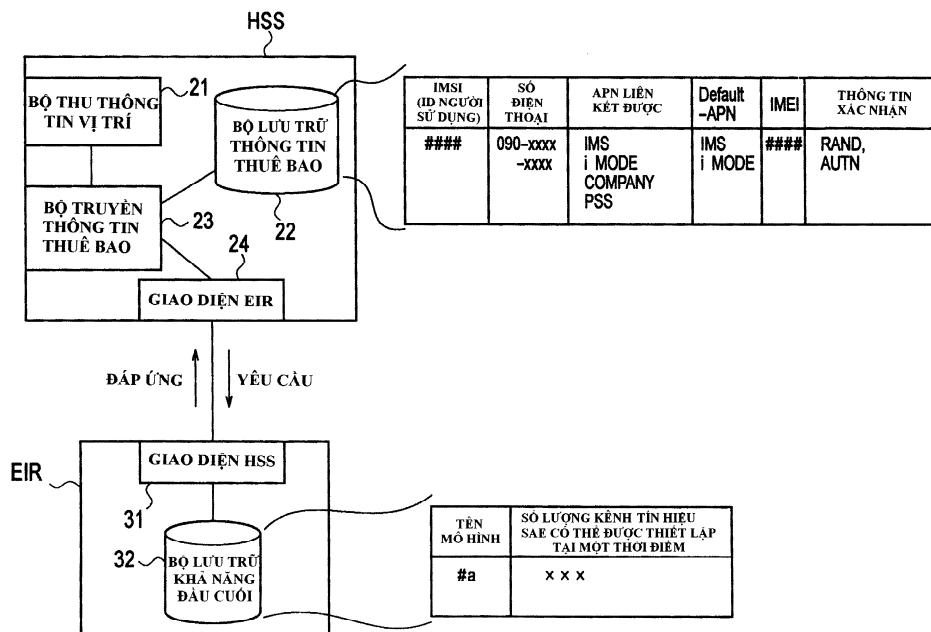 HSS
21
BỘ THU THÔNG
TIN VỊ TRÍ
BỘ LƯU TRỮ
THÔNG TIN
THUÊ BAO
22
BỘ TRUYỀN
THÔNG TIN
THUÊ BAO
23
24
GIAO DIỆN EIR
IMSI
(ID NGƯỜI
SỬ DỤNG)
SỐ
ĐIỆN
THOẠI
APN LIÊN
KẾT ĐƯỢC
Default
-APN
IMEI
THÔNG TIN
XÁC NHẬN
####
090-xxxx
-xxxx
IMS
i MODE
COMPANY
PSS
IMS
i MODE
####
RAND,
AUTN
ĐÁP ỨNG
YÊU CẦU
EIR
GIAO DIỆN HSS
31
32
BỘ LƯU TRỮ
KHẢ NĂNG
ĐẦU CUỐI
TÊN
MÔ HÌNH
SỐ LƯỢNG KÊNH TÍN HIỆU
SAE CÓ THỂ ĐƯỢC THIẾT LẬP
TẠI MỘT THỜI ĐIỂM
#a
x x x